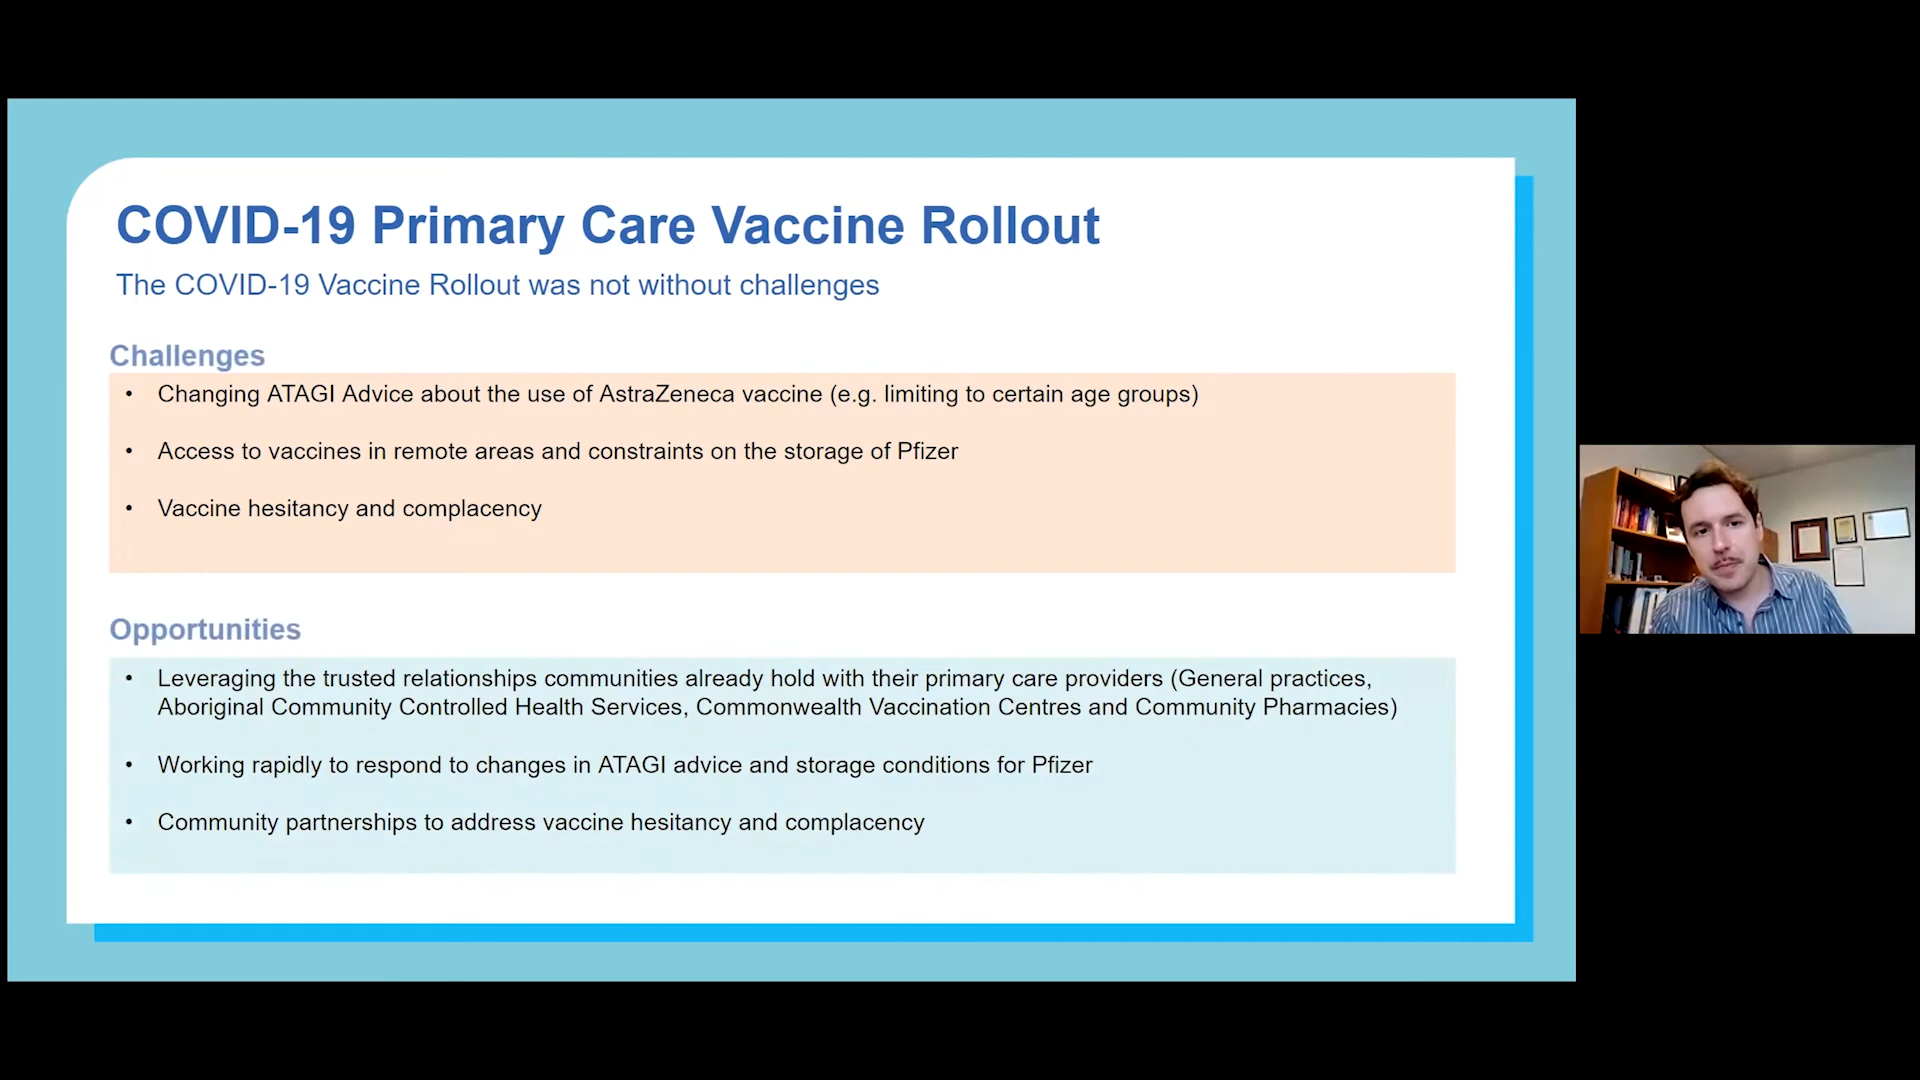 COVID-19 Primary Care Vaccine Rollout
The COVID-19 Vaccine Rollout was not without challenges
Challenges
• Changing ATAGI Advice about the use of AstraZeneca vaccine (e.g. limiting to certain age groups)
• Access to vaccines in remote areas and constraints on the storage of Pfizer
• Vaccine hesitancy and complacency
Opportunities
• Leveraging the trusted relationships communities already hold with their primary care providers (General practices,
Aboriginal Community Controlled Health Services, Commonwealth Vaccination Centres and Community Pharmacies)
• Working rapidly to respond to changes in ATAGI advice and storage conditions for Pfizer
• Community partnerships to address vaccine hesitancy and complacency